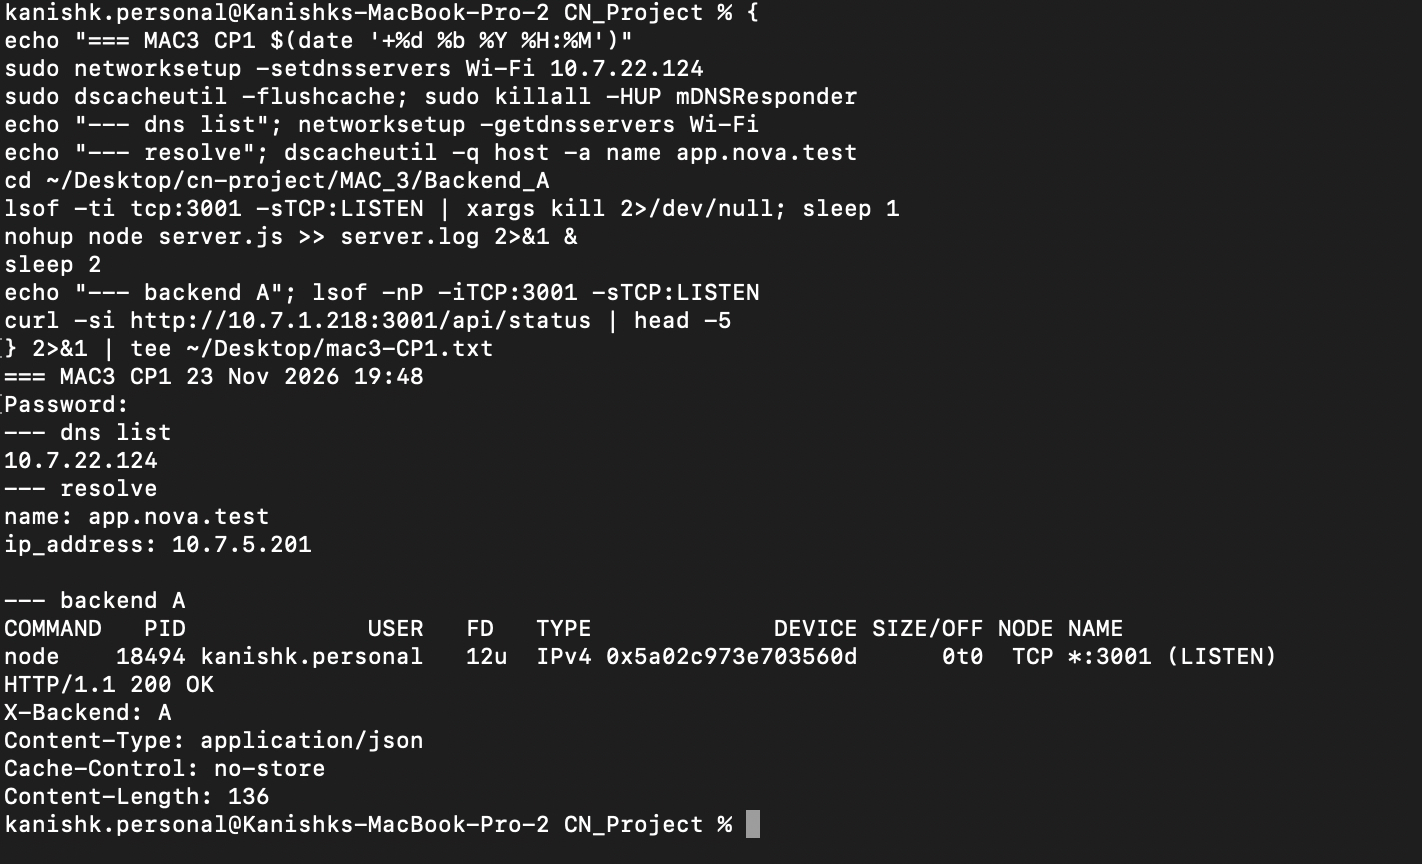 kanishk.personal@Kanishks-MacBook-Pro-2 CN_Project % {
echo "=== MAC3 CP1 $(date '+%d %b %Y %H:%M')"
sudo networksetup -setdnsservers Wi-Fi 10.7.22.124
sudo dscacheutil -flushcache; sudo killall -HUP mDNSResponder
echo "--- dns list"; networksetup -getdnsservers Wi-Fi
echo "--- resolve"; dscacheutil -q host -a name app.nova.test
cd ~/Desktop/cn-project/MAC_3/Backend_A
lsof -ti tcp:3001 -sTCP:LISTEN | xargs kill 2>/dev/null; sleep 1
nohup node server.js >> server.log 2>&1 &
sleep 2
echo "--- backend A"; lsof -nP -iTCP:3001 -sTCP:LISTEN
curl -si http://10.7.1.218:3001/api/status | head -5
} 2>&1 | tee ~/Desktop/mac3-CP1.txt
=== MAC3 CP1 23 Nov 2026 19:48
Password:
--- dns list
10.7.22.124
--- resolve
name: app.nova.test
ip_address: 10.7.5.201

--- backend A
COMMAND   PID             USER   FD   TYPE             DEVICE SIZE/OFF NODE NAME
node    18494 kanishk.personal   12u  IPv4 0x5a02c973e703560d      0t0  TCP *:3001 (LISTEN)
HTTP/1.1 200 OK
X-Backend: A
Content-Type: application/json
Cache-Control: no-store
Content-Length: 136
kanishk.personal@Kanishks-MacBook-Pro-2 CN_Project %